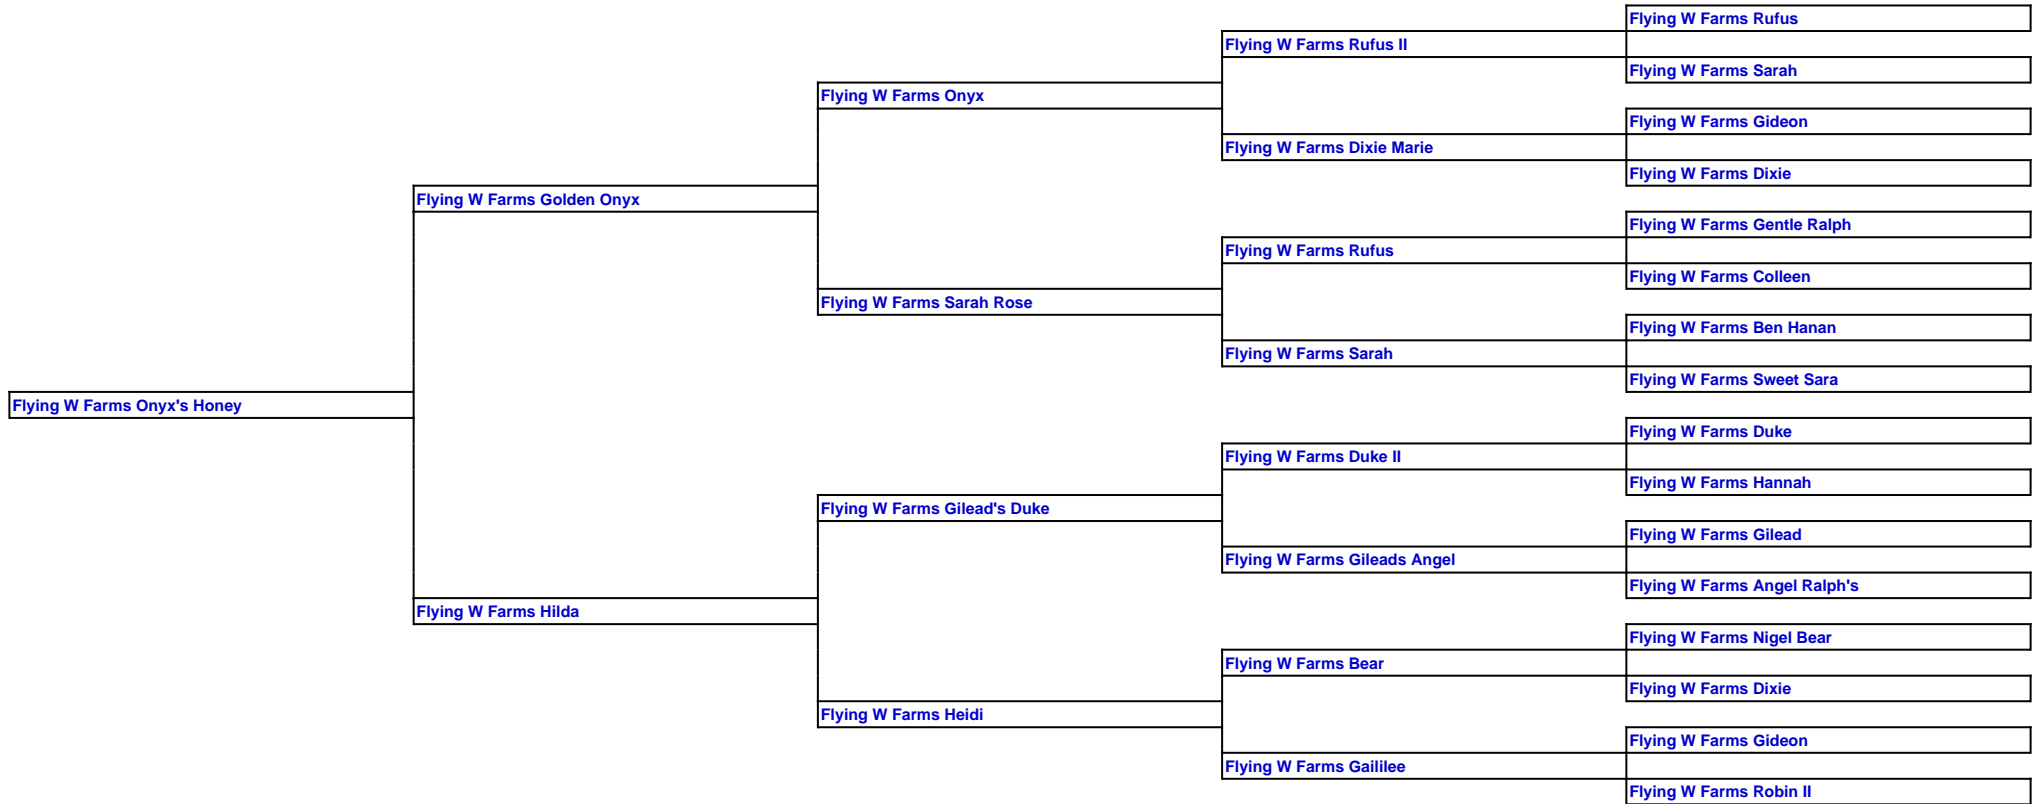 Flying W Farms Rufus
Flying W Farms Rufus II
Flying W Farms Sarah
Flying W Farms Onyx
Flying W Farms Gideon
Flying W Farms Dixie Marie
Flying W Farms Dixie
Flying W Farms Golden Onyx
Flying W Farms Gentle Ralph
Flying W Farms Rufus
Flying W Farms Colleen
Flying W Farms Sarah Rose
Flying W Farms Ben Hanan
Flying W Farms Sarah
Flying W Farms Sweet Sara
Flying W Farms Onyx's Honey
Flying W Farms Duke
Flying W Farms Duke II
Flying W Farms Hannah
Flying W Farms Gilead's Duke
Flying W Farms Gilead
Flying W Farms Gileads Angel
Flying W Farms Angel Ralph's
Flying W Farms Hilda
Flying W Farms Nigel Bear
Flying W Farms Bear
Flying W Farms Dixie
Flying W Farms Heidi
Flying W Farms Gideon
Flying W Farms Gaililee
Flying W Farms Robin II